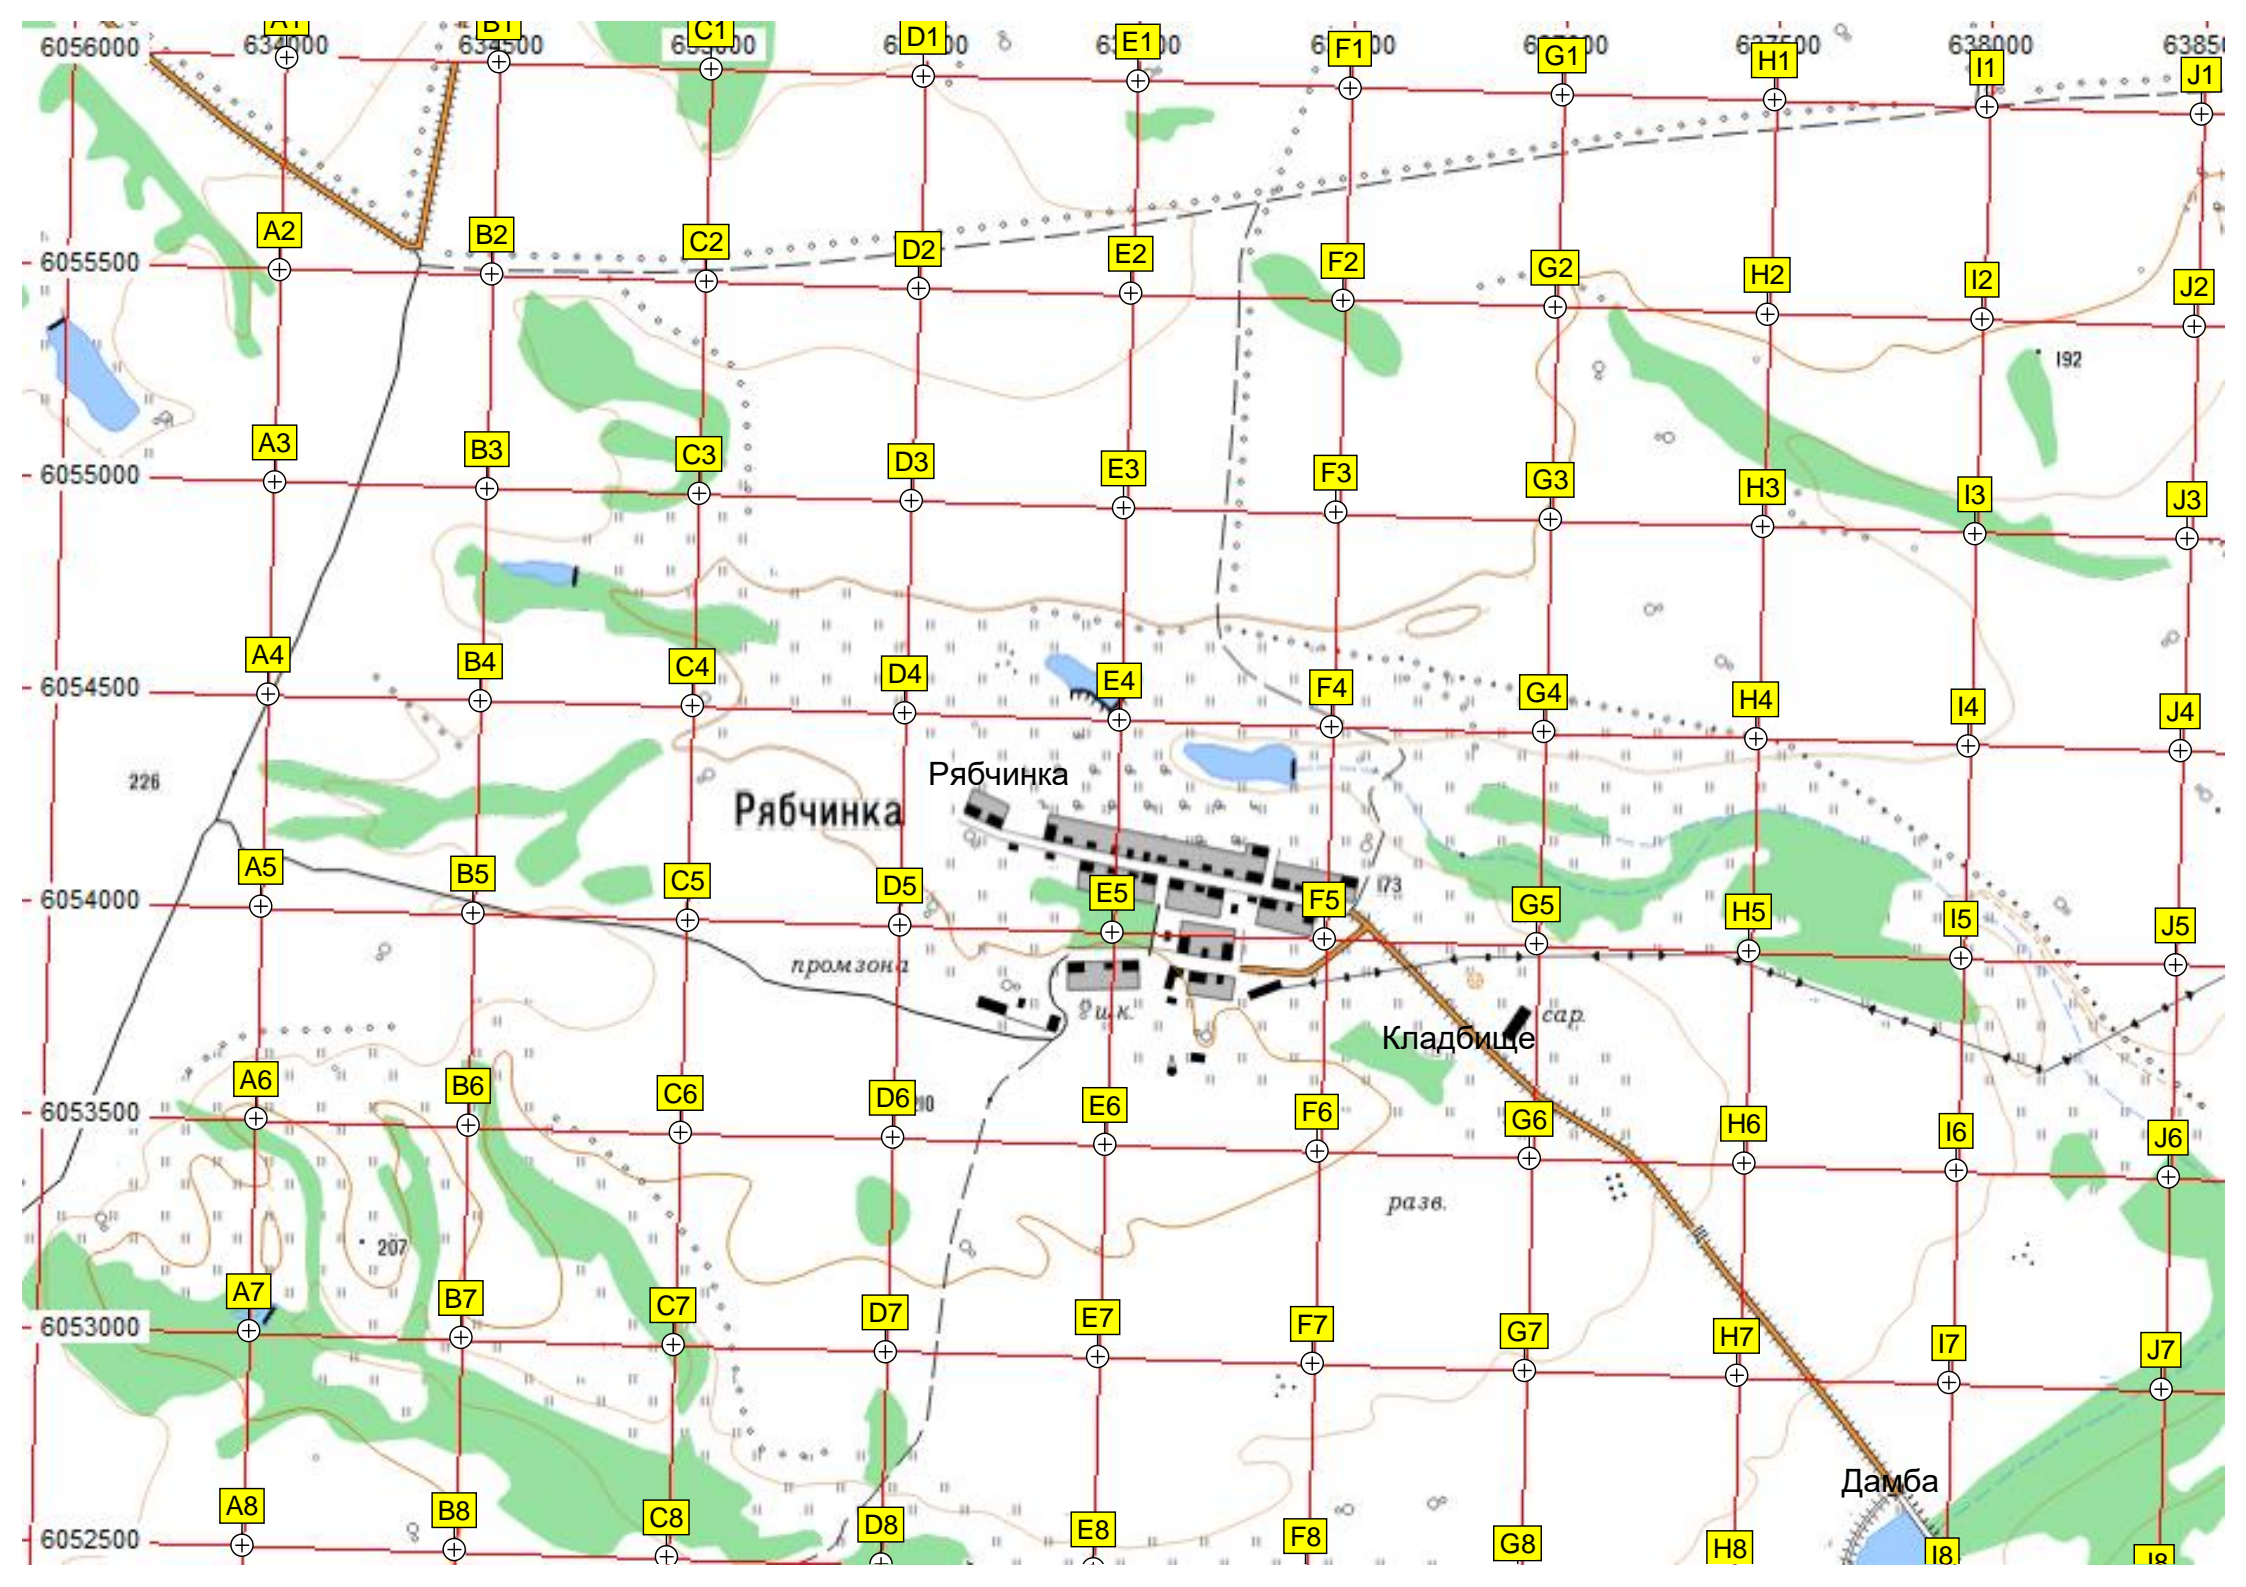 A1 B1 C1 D1 E1 F1 G1 H1 I1 J1
6056000 634000 634500 638000
A2 B2 C2 D2 E2 F2 G2 H2 I2 J2
6055500
192
A3 B3 C3 D3 E3 F3 G3 H3 I3 J3
6055000
A4 B4 C4 D4 E4 F4 G4 H4 I4 J4
6054500
226
Рябчинка
Рябчинка
173
A5 B5 C5 D5 E5 F5 G5 H5 I5 J5
6054000
промзона
шк.
сар.
Кладбище
A6 B6 C6 D6 E6 F6 G6 H6 I6 J6
6053500
разв.
207
A7 B7 C7 D7 E7 F7 G7 H7 I7 J7
6053000
Дамба
A8 B8 C8 D8 E8 F8 G8 H8 I8 J8
6052500